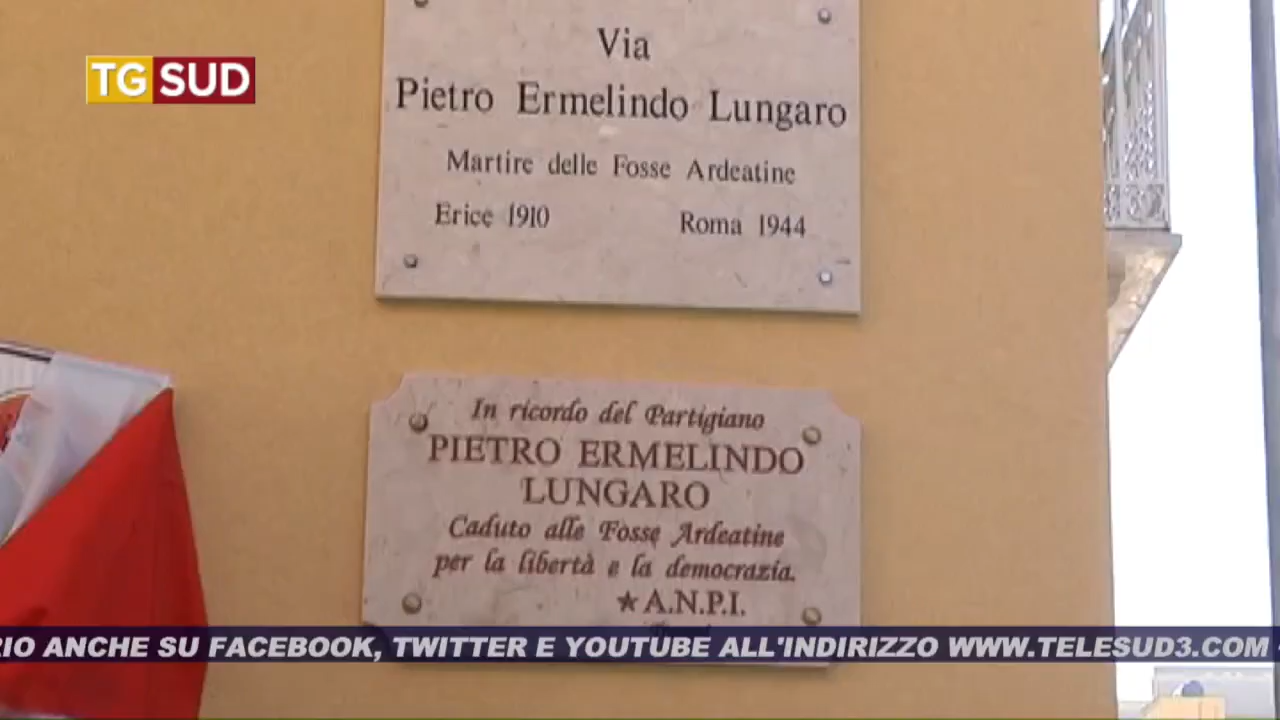 TG SUD
Via
Pietro Ermelindo Lungaro
Martire delle Fosse Ardeatine
Erice 1910 Roma 1944
In ricordo del Partigiano
PIETRO ERMELINDO
LUNGARO
Caduto alle Fosse Ardeatine
per la libertà e la democrazia.
★ A.N.P.I.
ANCHE SU FACEBOOK, TWITTER E YOUTUBE ALL'INDIRIZZO WWW.TELESUD3.COM